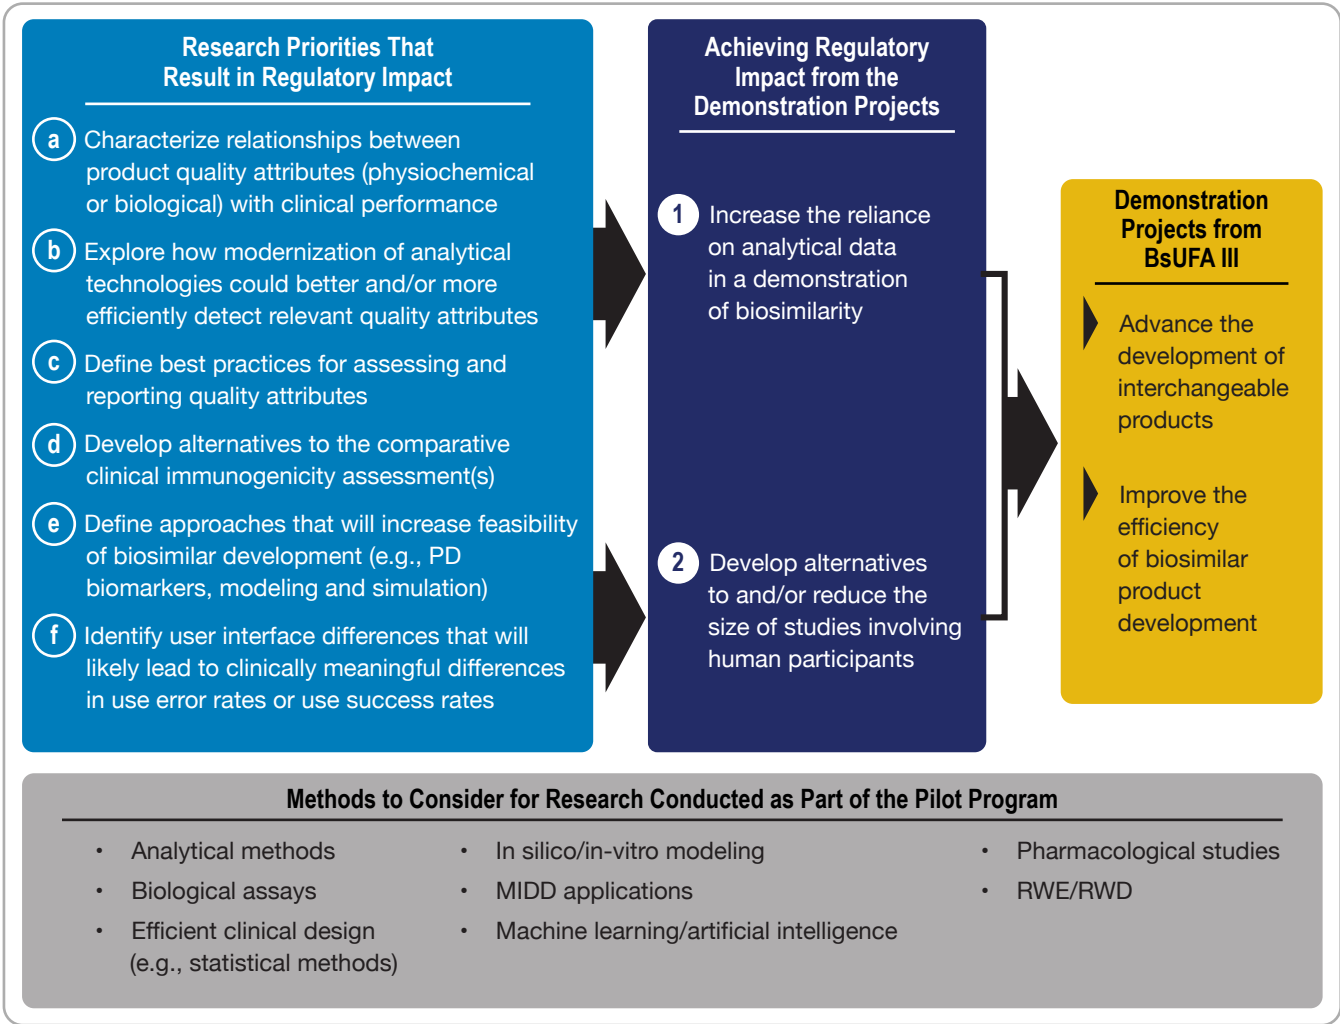 Research Priorities That
Result in Regulatory Impact
a Characterize relationships between
product quality attributes (physiochemical
or biological) with clinical performance
b Explore how modernization of analytical
technologies could better and/or more
efficiently detect relevant quality attributes
c Define best practices for assessing and
reporting quality attributes
d Develop alternatives to the comparative
clinical immunogenicity assessment(s)
e Define approaches that will increase feasibility
of biosimilar development (e.g., PD
biomarkers, modeling and simulation)
f Identify user interface differences that will
likely lead to clinically meaningful differences
in use error rates or use success rates
Achieving Regulatory
Impact from the
Demonstration Projects
1 Increase the reliance
on analytical data
in a demonstration
of biosimilarity
2 Develop alternatives
to and/or reduce the
size of studies involving
human participants
Demonstration
Projects from
BsUFA III
Advance the
development of
interchangeable
products
Improve the
efficiency
of biosimilar
product
development
Methods to Consider for Research Conducted as Part of the Pilot Program
• Analytical methods
• Biological assays
• Efficient clinical design
(e.g., statistical methods)
• In silico/in-vitro modeling
• MIDD applications
• Machine learning/artificial intelligence
• Pharmacological studies
• RWE/RWD